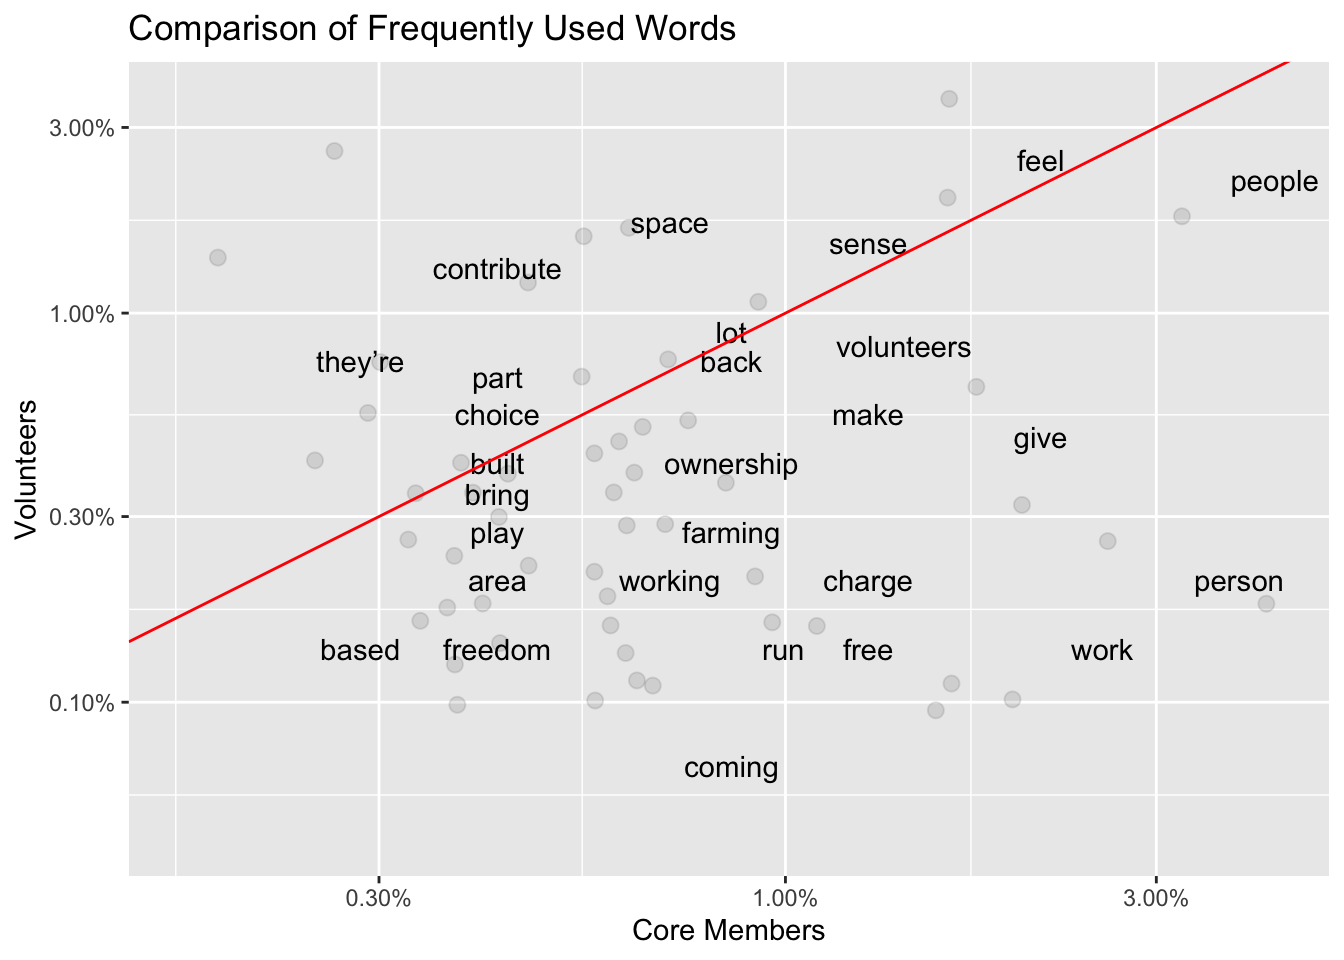 Comparison of Frequently Used Words
3.00%
feel
people
space
sense
contribute
1.00%
lot
volunteers
they’re
back
part
choice
make
give
built
ownership
bring
0.30%
play
farming
area
working
charge
person
based
freedom
run
free
work
0.10%
coming
Volunteers
0.30%
1.00%
3.00%
Core Members